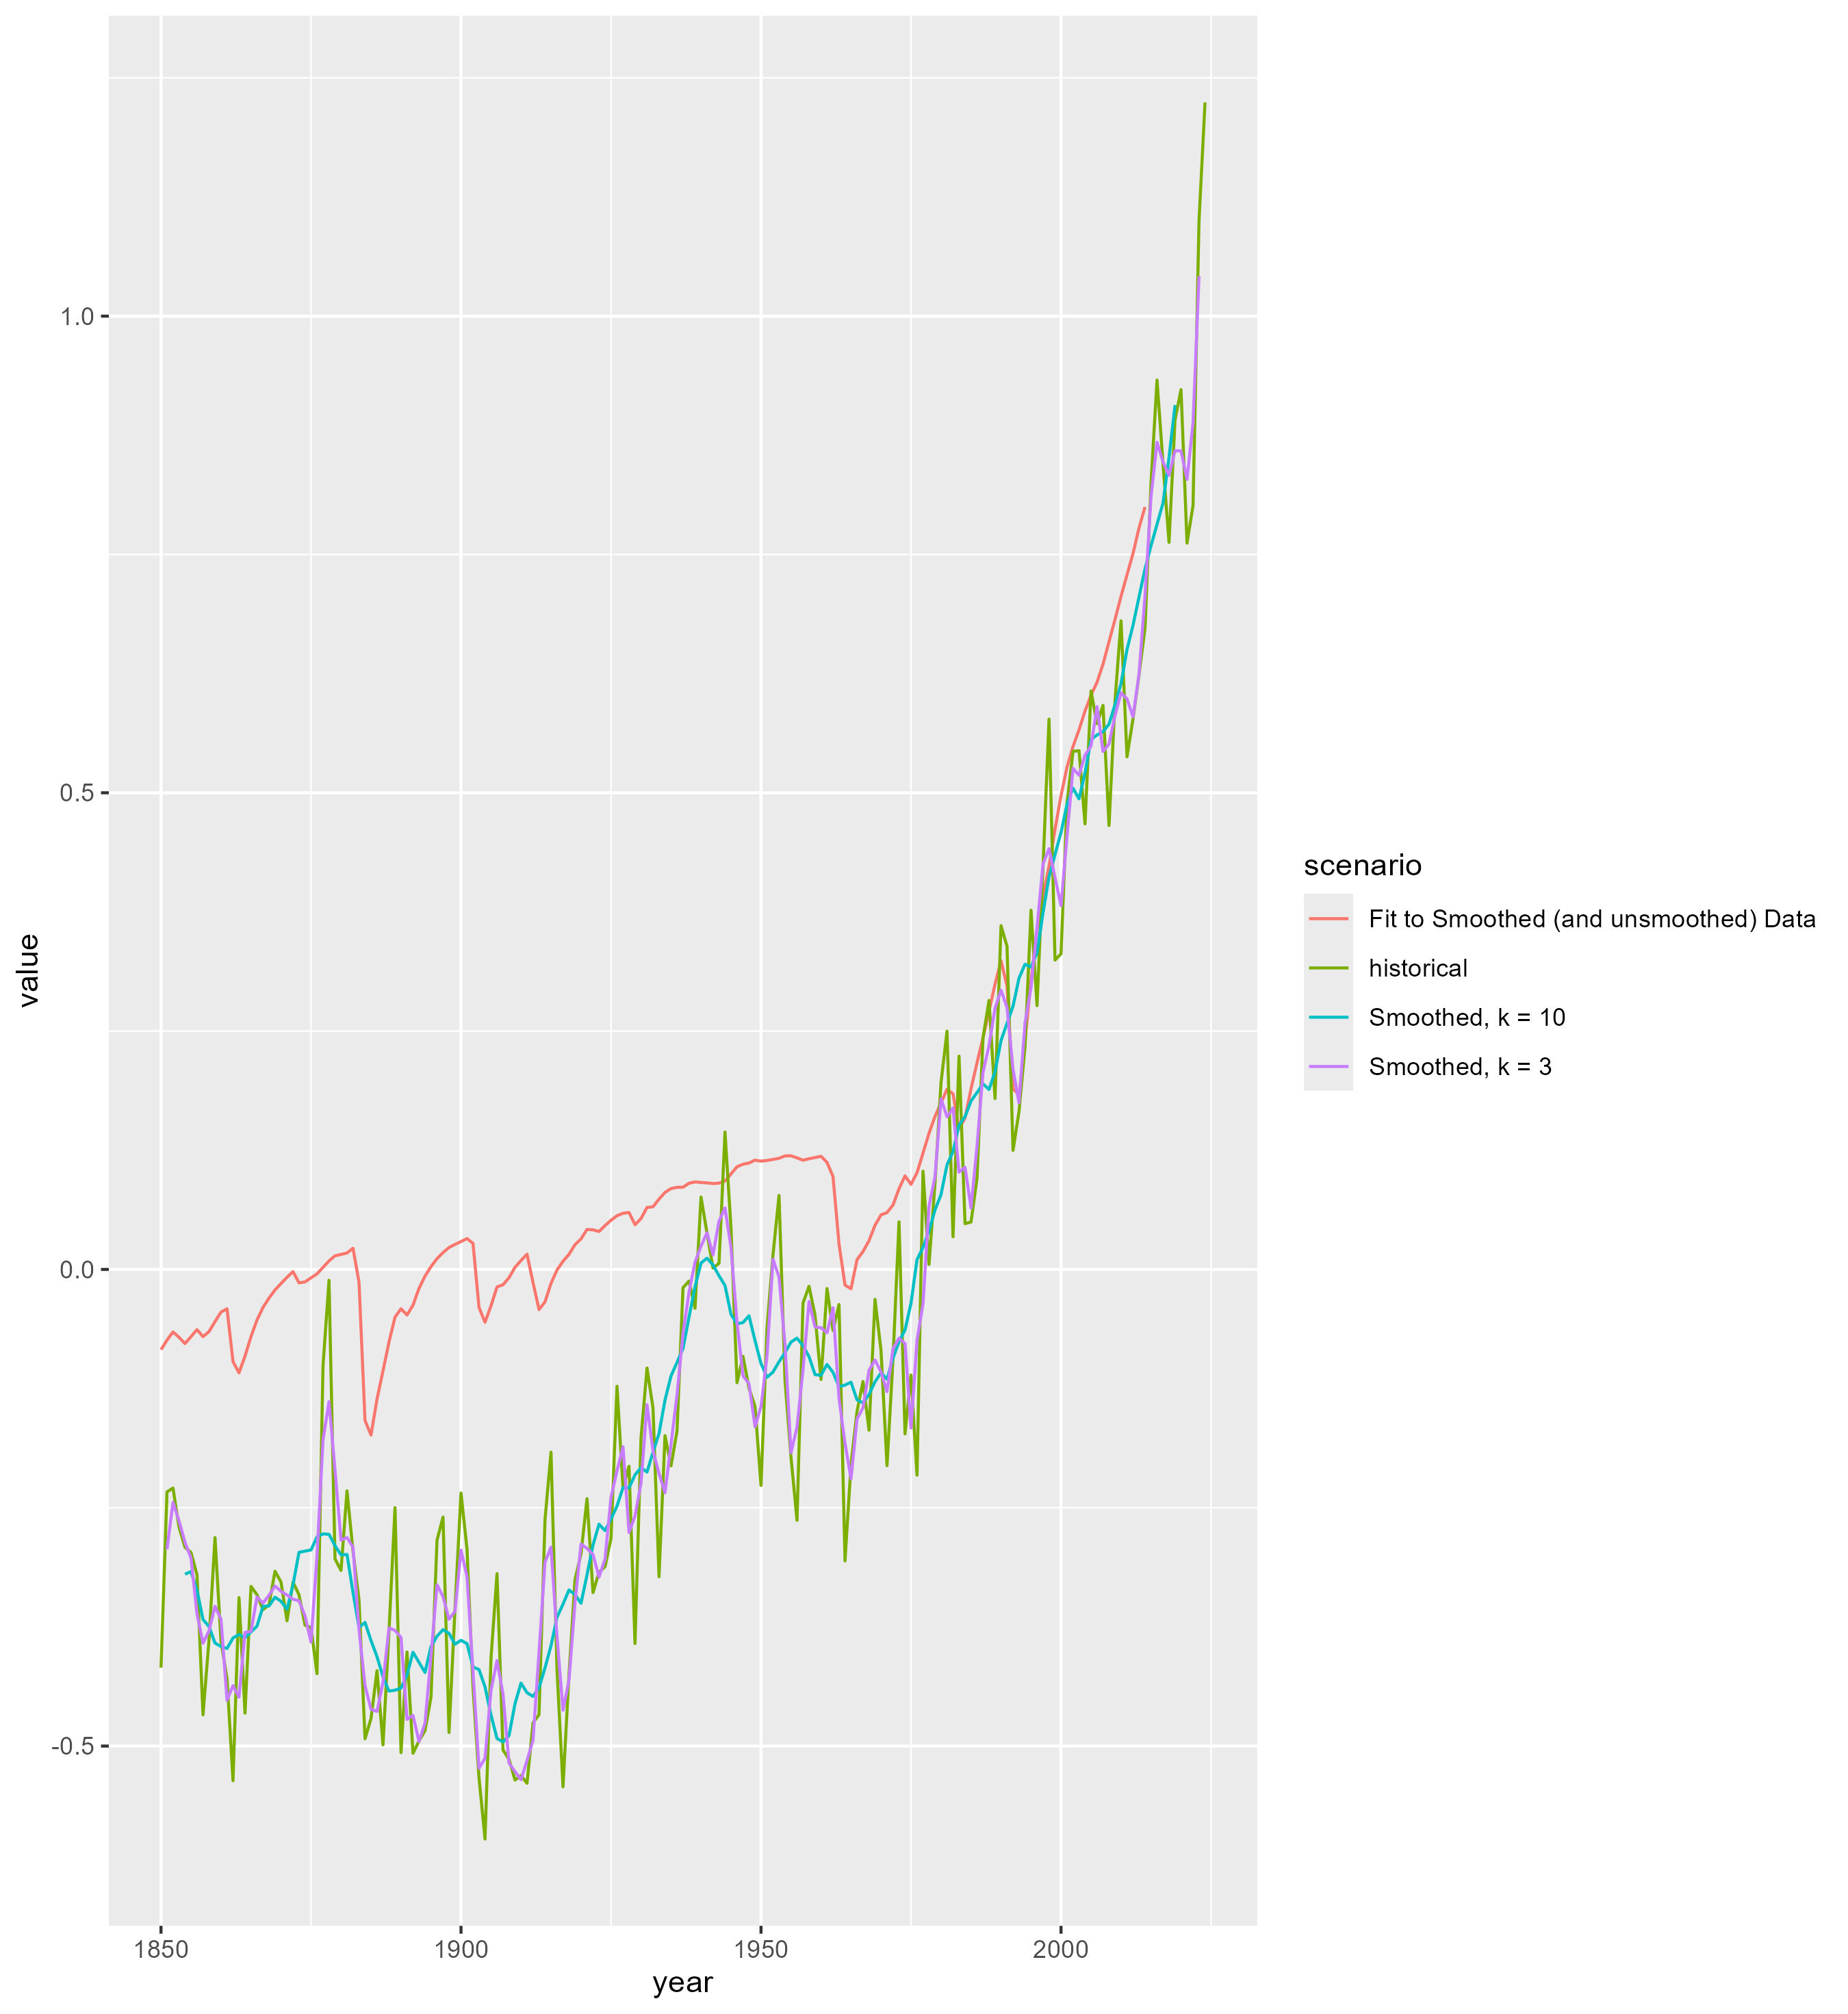 1.0
0.5
0.0
-0.5
value
1850
1900
1950
2000
year
scenario
Fit to Smoothed (and unsmoothed) Data
historical
Smoothed, k = 10
Smoothed, k = 3